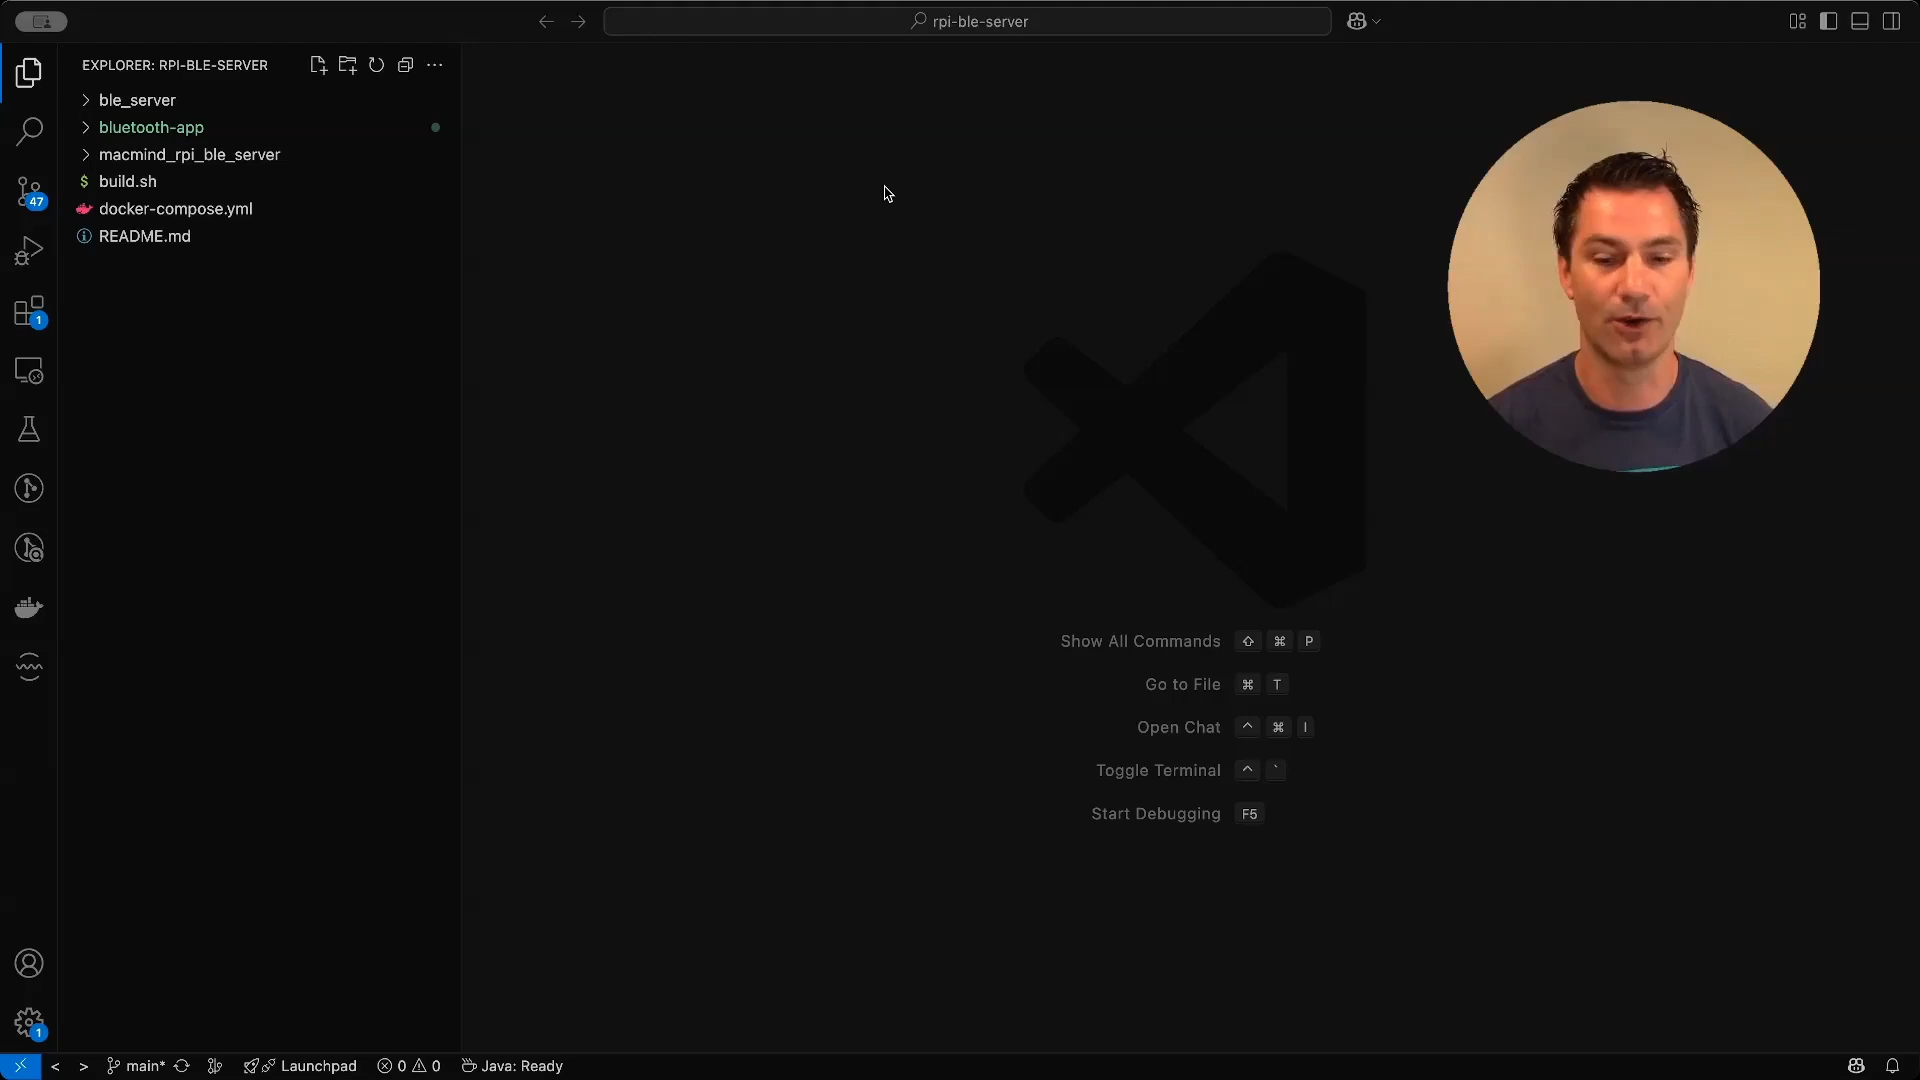 rpi-ble-server
EXPLORER: RPI-BLE-SERVER
ble_server
bluetooth-app
macmind_rpi_ble_server
$ build.sh
docker-compose.yml
README.md
47
1
Show All Commands ⇧ ⌘ P
Go to File ⌘ T
Open Chat ^ ⌘ I
Toggle Terminal ^ `
Start Debugging F5
1
< > main* Launchpad 0 0 Java: Ready